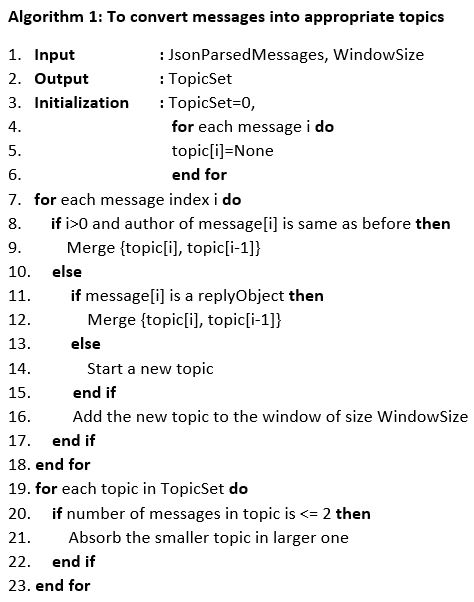 Algorithm 1: To convert messages into appropriate topics
1. Input : JsonParsedMessages, WindowSize
2. Output : TopicSet
3. Initialization : TopicSet=0,
4. for each message i do
5. topic[i]=None
6. end for
7. for each message index i do
8. if i>0 and author of message[i] is same as before then
9. Merge {topic[i], topic[i-1]}
10. else
11. if message[i] is a replyObject then
12. Merge {topic[i], topic[i-1]}
13. else
14. Start a new topic
15. end if
16. Add the new topic to the window of size WindowSize
17. end if
18. end for
19. for each topic in TopicSet do
20. if number of messages in topic is <= 2 then
21. Absorb the smaller topic in larger one
22. end if
23. end for